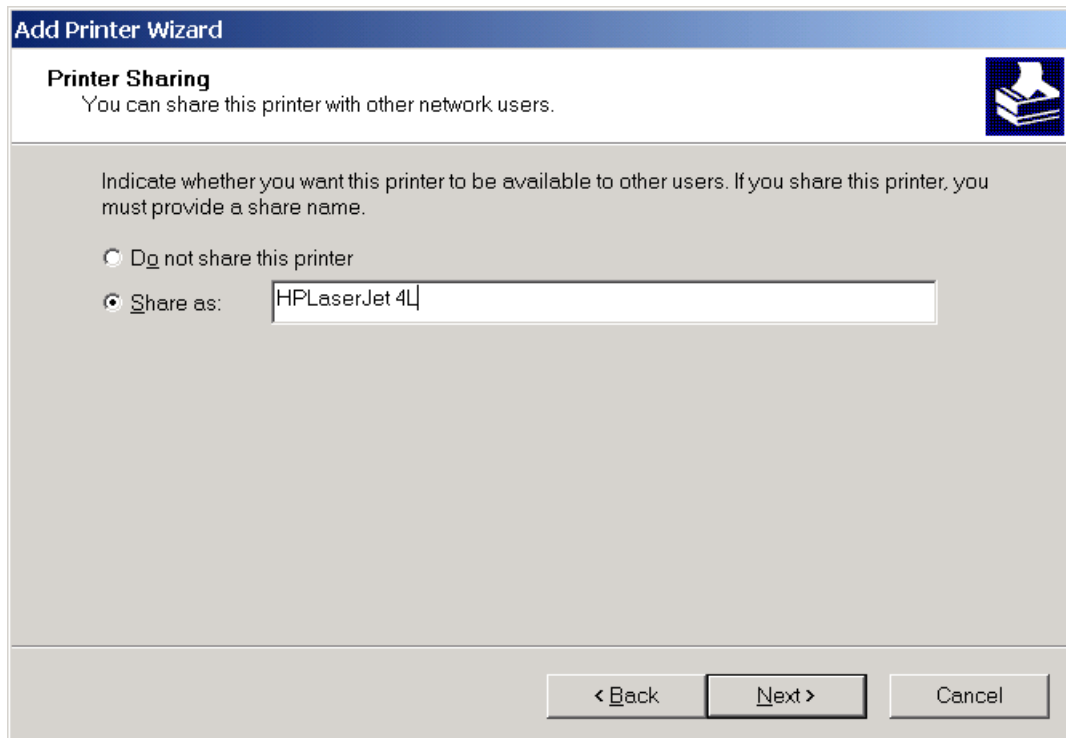 Add Printer Wizard
Printer Sharing
You can share this printer with other network users.
Indicate whether you want this printer to be available to other users. If you share this printer, you
must provide a share name.
Do not share this printer
Share as: HPLaserJet 4L
< Back Next > Cancel